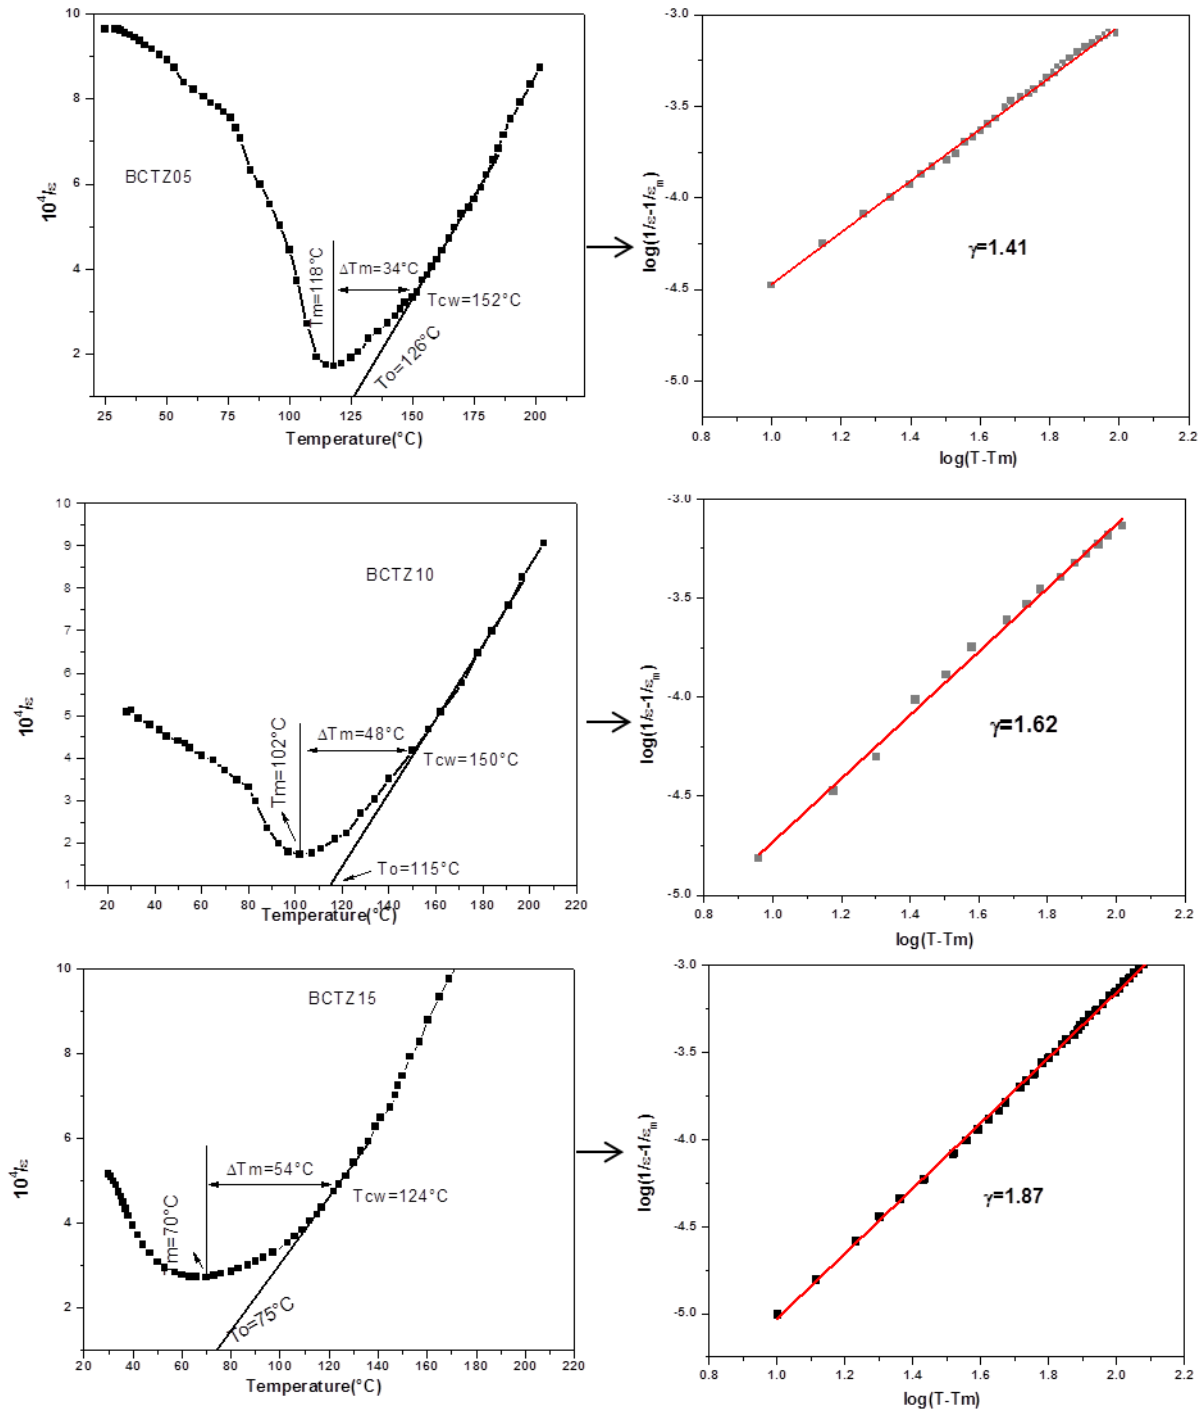 10
8
6
4
2
10⁴/ε
BCTZ05
Tm=118°C
ΔTm=34°C
Tcw=152°C
To=126°C
25 50 75 100 125 150 175 200
Temperature(°C)
-3.0
-3.5
-4.0
-4.5
-5.0
log(1/ε-1/εₘ)
γ=1.41
0.8 1.0 1.2 1.4 1.6 1.8 2.0 2.2
log(T-Tm)
10
9
8
7
6
5
4
3
2
1
10⁴/ε
BCTZ10
Tm=102°C
ΔTm=48°C
Tcw=150°C
To=115°C
20 40 60 80 100 120 140 160 180 200 220
Temperature(°C)
-3.0
-3.5
-4.0
-4.5
-5.0
log(1/ε-1/εₘ)
γ=1.62
0.8 1.0 1.2 1.4 1.6 1.8 2.0 2.2
log(T-Tm)
10
8
6
4
2
10⁴/ε
BCTZ15
Tm=70°C
ΔTm=54°C
Tcw=124°C
To=75°C
20 40 60 80 100 120 140 160 180 200 220
Temperature(°C)
-3.0
-3.5
-4.0
-4.5
-5.0
log(1/ε-1/εₘ)
γ=1.87
0.8 1.0 1.2 1.4 1.6 1.8 2.0 2.2
log(T-Tm)